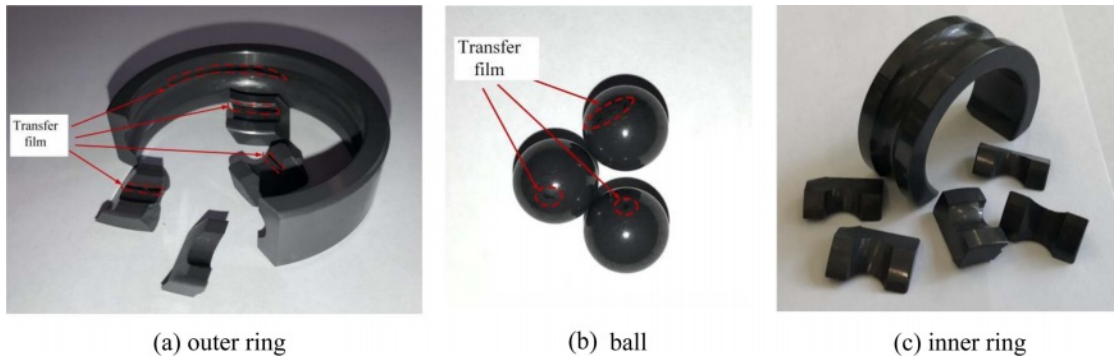 Transfer
film
Transfer
film
(a) outer ring
(b) ball
(c) inner ring